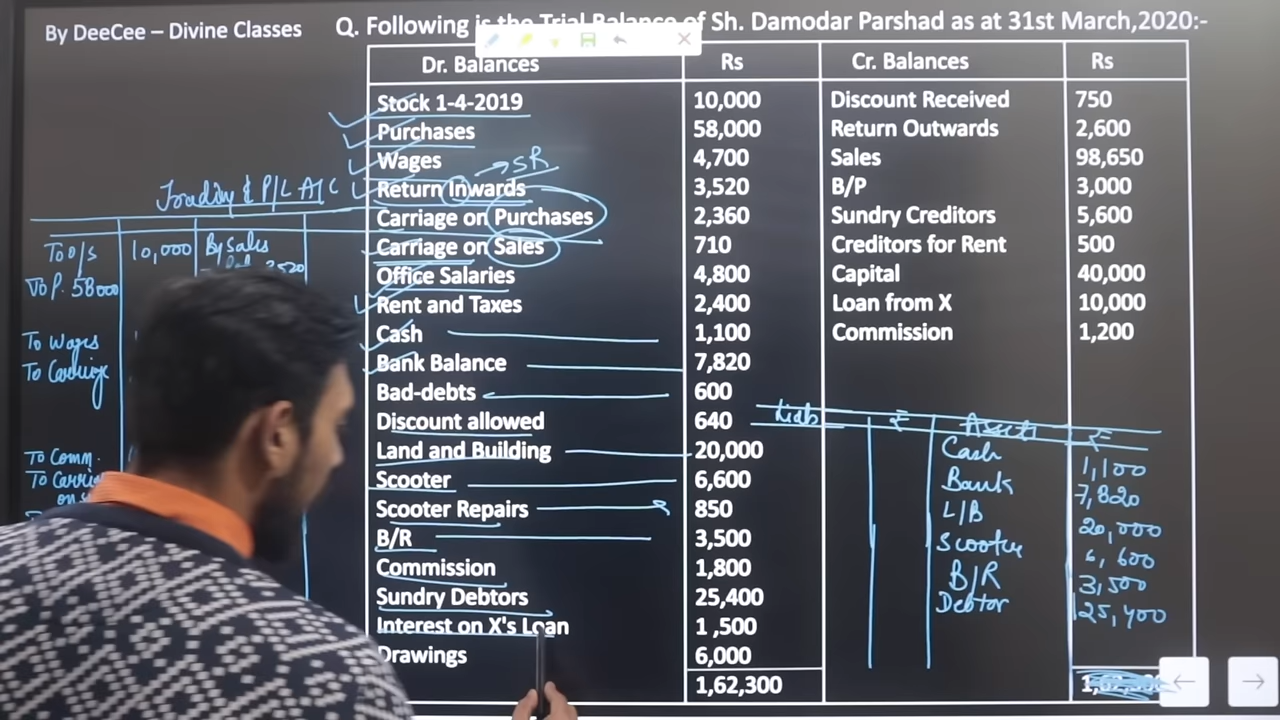 By DeeCee – Divine Classes
Q. Following is the Trial Balance of Sh. Damodar Parshad as at 31st March,2020:-
Dr. Balances Rs Cr. Balances Rs
Stock 1-4-2019 10,000 Discount Received 750
Purchases 58,000 Return Outwards 2,600
Wages 4,700 Sales 98,650
→ SR
Return Inwards 3,520 B/P 3,000
Carriage on Purchases 2,360 Sundry Creditors 5,600
Carriage on Sales 710 Creditors for Rent 500
Office Salaries 4,800 Capital 40,000
Rent and Taxes 2,400 Loan from X 10,000
Cash 1,100 Commission 1,200
Bank Balance 7,820
Bad-debts 600
Discount allowed 640
Land and Building 20,000
Scooter 6,600
Scooter Repairs 850
B/R 3,500
Commission 1,800
Sundry Debtors 25,400
Interest on X's Loan 1 ,500
Drawings 6,000
1,62,300
Trading & P/L A/C
To o/s 10,000 By sales
To P. 58000
To Wages
To Carriage
To Comm.
To Carri
on s
Liab ₹ Assets ₹
Cash 1,100
Bank 7,820
L/B 20,000
Scooter 6,600
B/R 3,500
Debtor 25,400